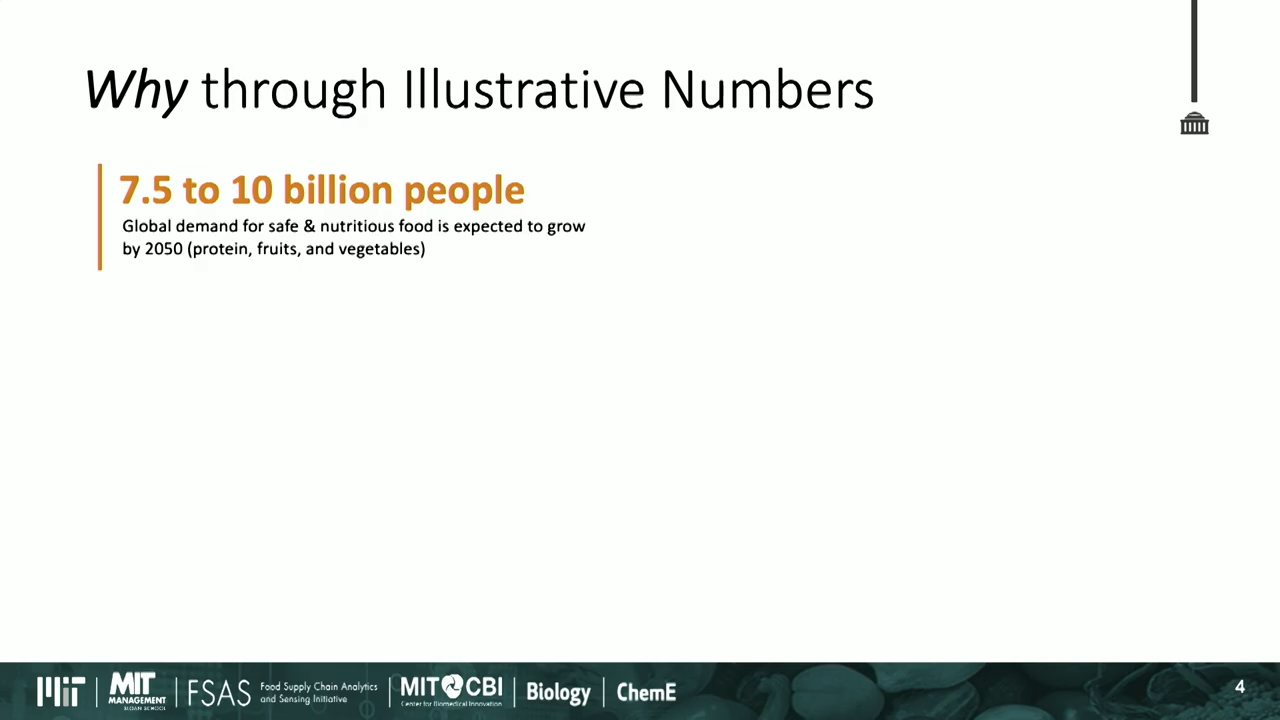 Why through Illustrative Numbers
7.5 to 10 billion people
Global demand for safe & nutritious food is expected to grow
by 2050 (protein, fruits, and vegetables)
MIT
MIT
MANAGEMENT
SLOAN SCHOOL
FSAS
Food Supply Chain Analytics
and Sensing Initiative
MIT CBI
Center for Biomedical Innovation
Biology
ChemE
4